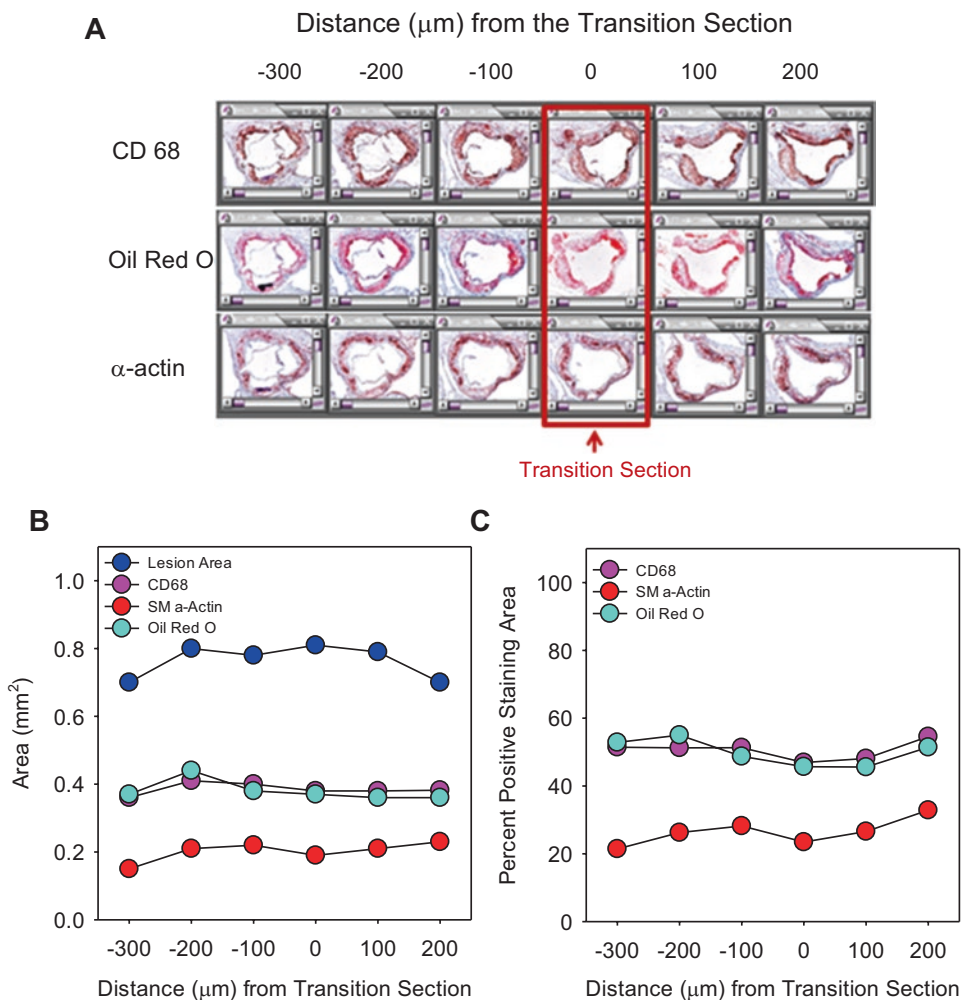 A
Distance (μm) from the Transition Section
-300 -200 -100 0 100 200
CD 68
Oil Red O
α-actin
Transition Section
B
Lesion Area
CD68
SM a-Actin
Oil Red O
Area (mm²)
1.0
0.8
0.6
0.4
0.2
0.0
-300 -200 -100 0 100 200
Distance (μm) from Transition Section
C
CD68
SM a-Actin
Oil Red O
Percent Positive Staining Area
100
80
60
40
20
0
-300 -200 -100 0 100 200
Distance (μm) from Transition Section